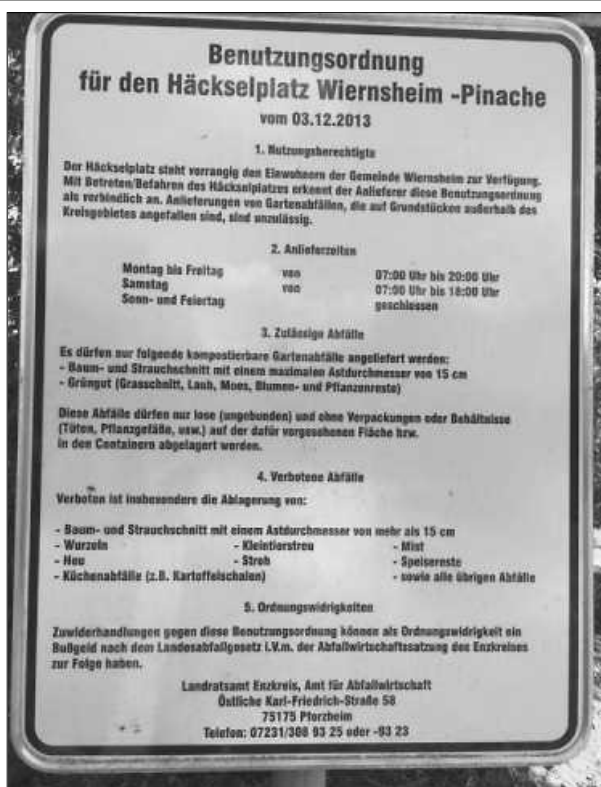 Benutzungsordnung
für den Häckselplatz Wiernsheim -Pinache
vom 03.12.2013
1. Nutzungsberechtigte
Der Häckselplatz steht vorrangig den Einwohnern der Gemeinde Wiernsheim zur Verfügung.
Mit Betreten/Befahren des Häckselplatzes erkennt der Anlieferer diese Benutzungsordnung
als verbindlich an. Anlieferungen von Gartenabfällen, die auf Grundstücken außerhalb des
Kreisgebietes angefallen sind, sind unzulässig.
2. Anlieferzeiten
Montag bis Freitag von 07:00 Uhr bis 20:00 Uhr
Samstag von 07:00 Uhr bis 18:00 Uhr
Sonn- und Feiertag geschlossen
3. Zulässige Abfälle
Es dürfen nur folgende kompostierbare Gartenabfälle angeliefert werden:
- Baum- und Strauchschnitt mit einem maximalen Astdurchmesser von 15 cm
- Grüngut (Grasschnitt, Laub, Moos, Blumen- und Pflanzenreste)
Diese Abfälle dürfen nur lose (ungebunden) und ohne Verpackungen oder Behältnisse
(Tüten, Pflanzgefäße, usw.) auf der dafür vorgesehenen Fläche bzw.
in den Containern abgelagert werden.
4. Verbotene Abfälle
Verboten ist insbesondere die Ablagerung von:
- Baum- und Strauchschnitt mit einem Astdurchmesser von mehr als 15 cm
- Wurzeln - Kleintierstreu - Mist
- Heu - Stroh - Speisereste
- Küchenabfälle (z.B. Kartoffelschalen) - sowie alle übrigen Abfälle
5. Ordnungswidrigkeiten
Zuwiderhandlungen gegen diese Benutzungsordnung können als Ordnungswidrigkeit ein
Bußgeld nach dem Landesabfallgesetz i.V.m. der Abfallwirtschaftssatzung des Enzkreises
zur Folge haben.
Landratsamt Enzkreis, Amt für Abfallwirtschaft
Östliche Karl-Friedrich-Straße 58
75175 Pforzheim
Telefon: 07231/308 93 25 oder -93 23